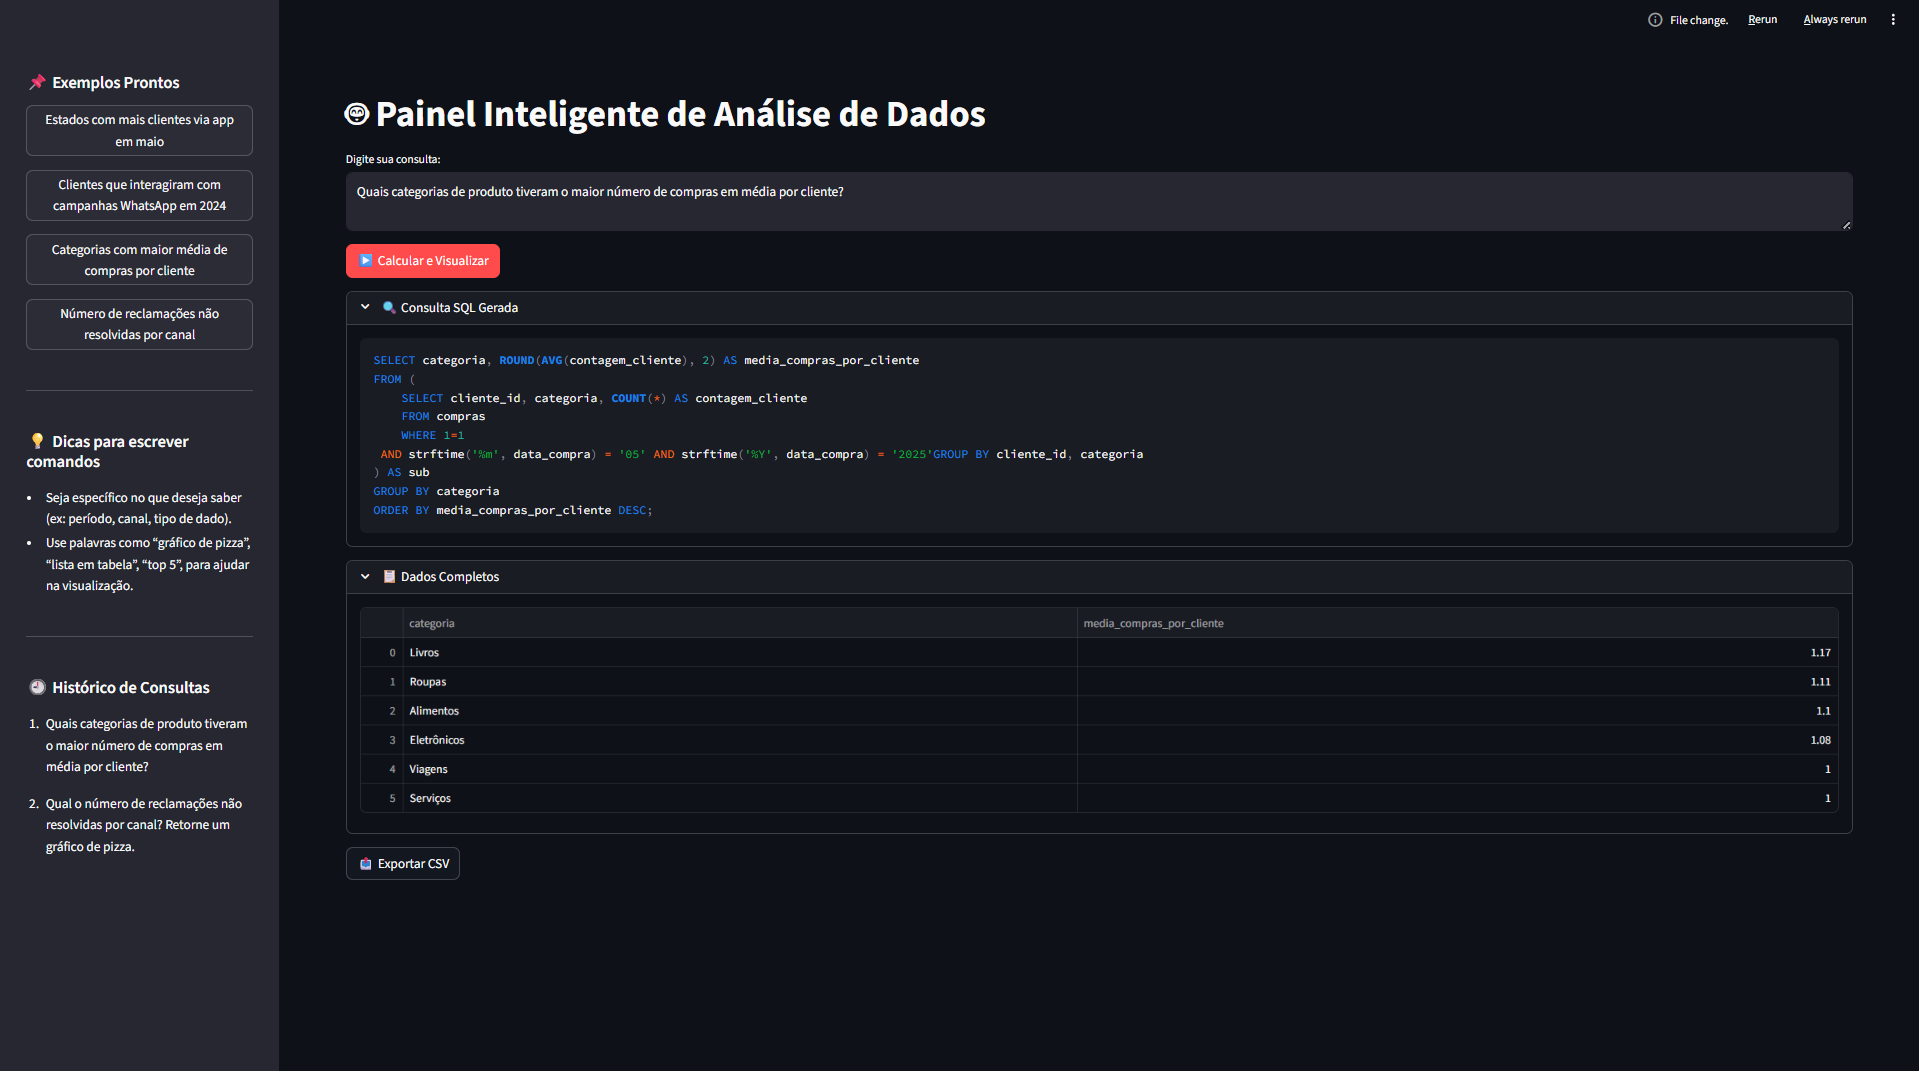 File change.
Rerun
Always rerun
Exemplos Prontos
Estados com mais clientes via app
em maio
Clientes que interagiram com
campanhas WhatsApp em 2024
Categorias com maior média de
compras por cliente
Número de reclamações não
resolvidas por canal
Dicas para escrever
comandos
Seja específico no que deseja saber
(ex: período, canal, tipo de dado).
Use palavras como “gráfico de pizza”,
“lista em tabela”, “top 5”, para ajudar
na visualização.
Histórico de Consultas
1. Quais categorias de produto tiveram
o maior número de compras em
média por cliente?
2. Qual o número de reclamações não
resolvidas por canal? Retorne um
gráfico de pizza.
Painel Inteligente de Análise de Dados
Digite sua consulta:
Quais categorias de produto tiveram o maior número de compras em média por cliente?
Calcular e Visualizar
Consulta SQL Gerada
SELECT categoria, ROUND(AVG(contagem_cliente), 2) AS media_compras_por_cliente
FROM (
SELECT cliente_id, categoria, COUNT(*) AS contagem_cliente
FROM compras
WHERE 1=1
AND strftime('%m', data_compra) = '05' AND strftime('%Y', data_compra) = '2025'GROUP BY cliente_id, categoria
) AS sub
GROUP BY categoria
ORDER BY media_compras_por_cliente DESC;
Dados Completos
categoria media_compras_por_cliente
0 Livros 1.17
1 Roupas 1.11
2 Alimentos 1.1
3 Eletrônicos 1.08
4 Viagens 1
5 Serviços 1
Exportar CSV